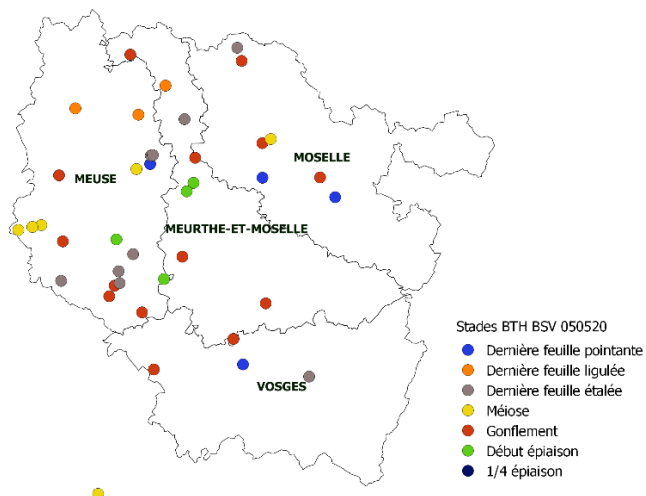 MOSELLE
MEUSE
MEURTHE-ET-MOSELLE
VOSGES
Stades BTH BSV 050520
Dernière feuille pointante
Dernière feuille ligulée
Dernière feuille étalée
Méiose
Gonflement
Début épiaison
1/4 épiaison